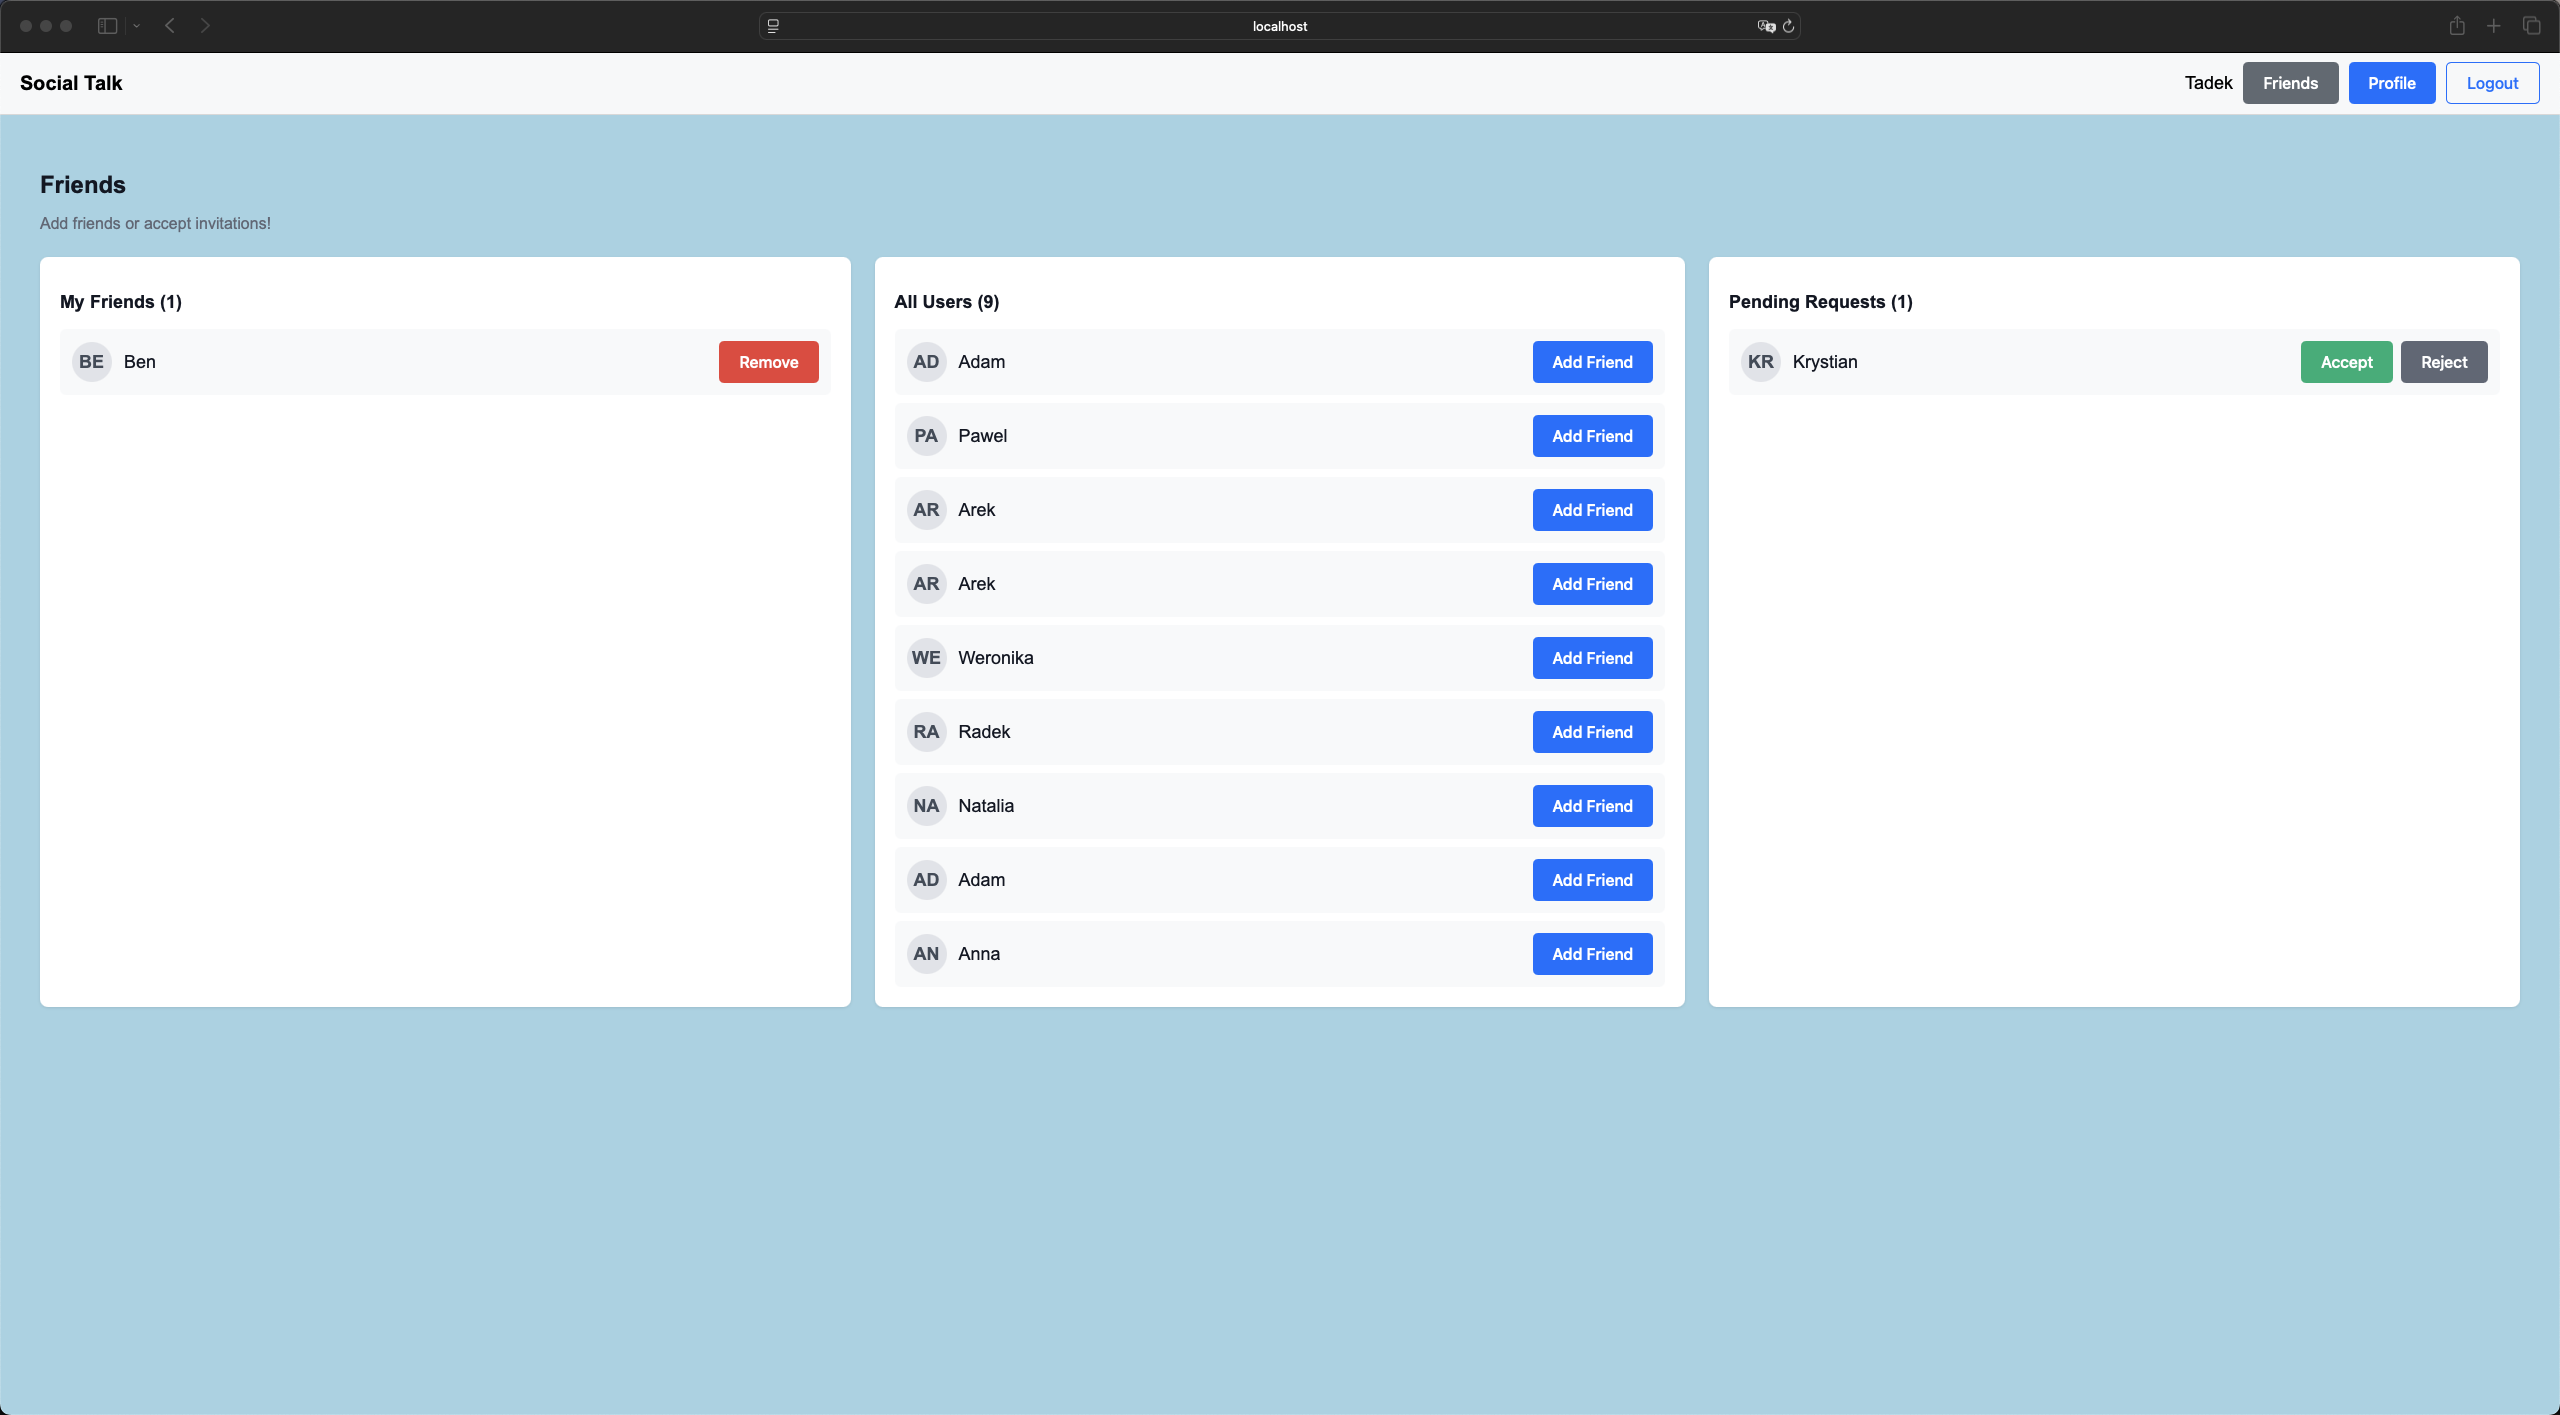 localhost
Social Talk
Tadek Friends Profile Logout
Friends
Add friends or accept invitations!
My Friends (1)
BE Ben Remove
All Users (9)
AD Adam Add Friend
PA Pawel Add Friend
AR Arek Add Friend
AR Arek Add Friend
WE Weronika Add Friend
RA Radek Add Friend
NA Natalia Add Friend
AD Adam Add Friend
AN Anna Add Friend
Pending Requests (1)
KR Krystian Accept Reject